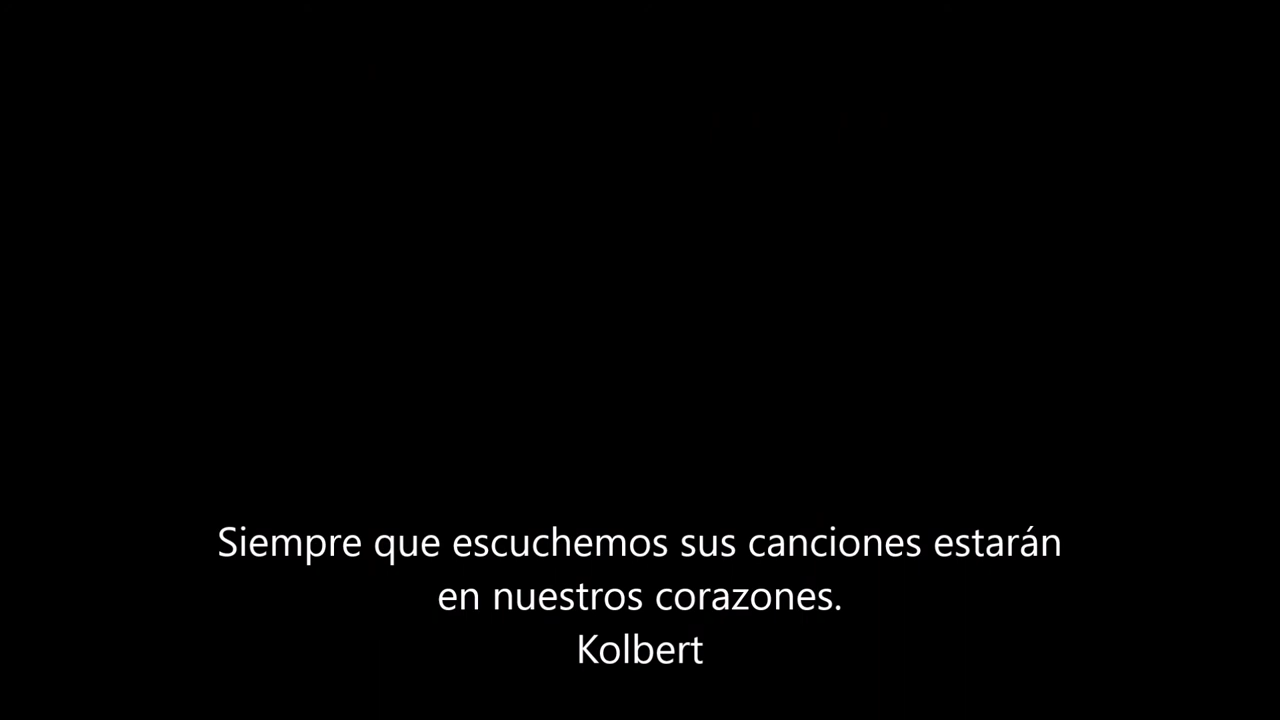 Siempre que escuchemos sus canciones estarán
en nuestros corazones.
Kolbert